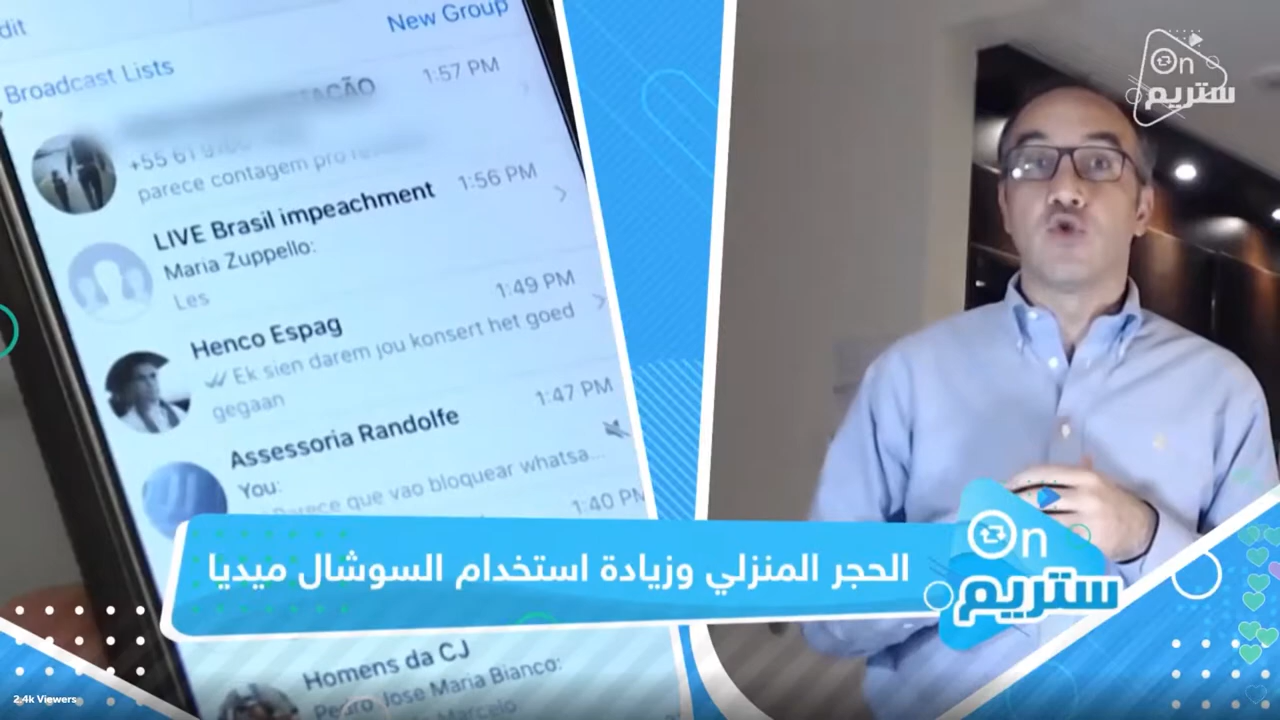 dit
New Group
Broadcast Lists
TAÇÃO
1:57 PM
+55 61
parece contagem pro
LIVE Brasil impeachment
1:56 PM
Maria Zuppello:
Les
Henco Espag
1:49 PM
Ek sien darem jou konsert het goed
gegaan
Assessoria Randolfe
1:47 PM
You:
Parece que vao bloquear whatsa...
1:40 PM
Homens da CJ
Pedro Jose Maria Bianco:
Marcelo
On
ستريم
الحجر المنزلي وزيادة استخدام السوشال ميديا
On
ستريم
2.4k Viewers